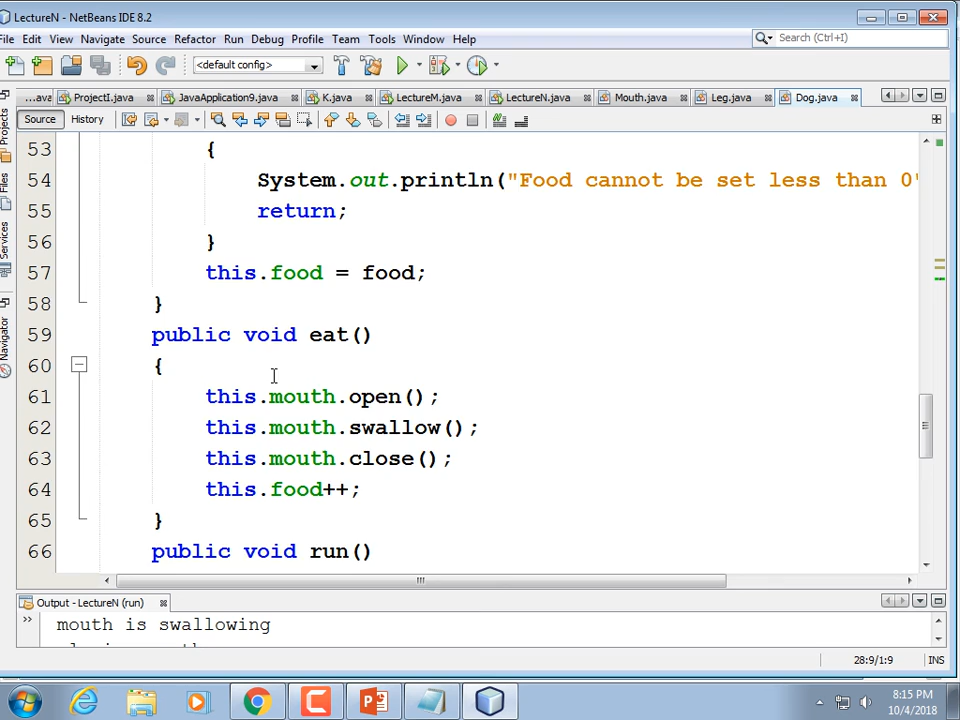 LectureN - NetBeans IDE 8.2
File Edit View Navigate Source Refactor Run Debug Profile Team Tools Window Help
Search (Ctrl+I)
<default config>
...ava ProjectI.java JavaApplication9.java K.java LectureM.java LectureN.java Mouth.java Leg.java Dog.java
Source History
Projects
Files
Services
Navigator
53 {
54 System.out.println("Food cannot be set less than 0"
55 return;
56 }
57 this.food = food;
58 }
59 public void eat()
60 {
61 this.mouth.open();
62 this.mouth.swallow();
63 this.mouth.close();
64 this.food++;
65 }
66 public void run()
Output - LectureN (run)
mouth is swallowing
28:9/1:9 INS
8:15 PM
10/4/2018